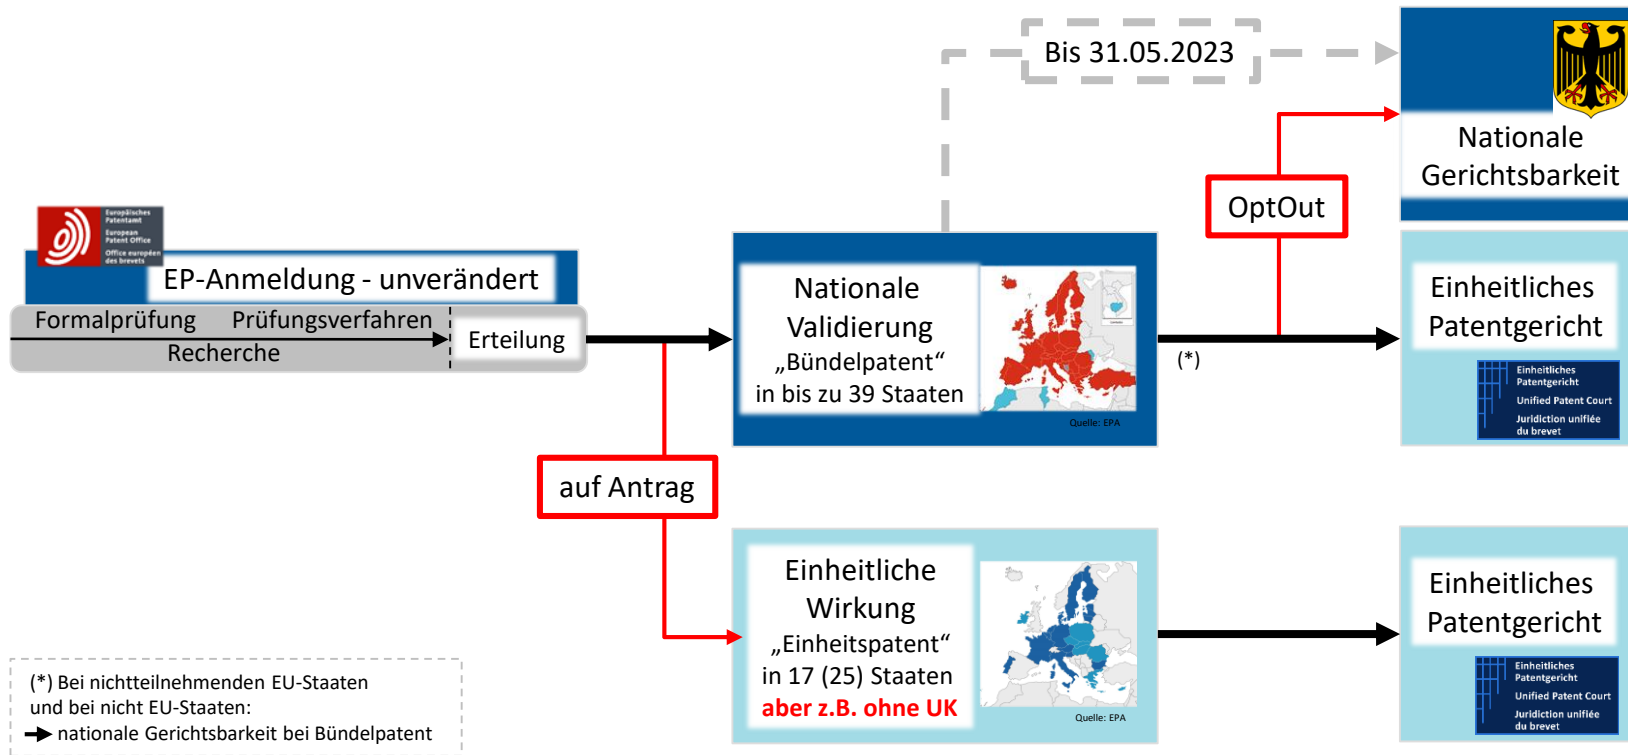 Bis 31.05.2023
Nationale
Gerichtsbarkeit
OptOut
Europäisches
Patentamt
European
Patent Office
Office européen
des brevets
EP-Anmeldung - unverändert
Formalprüfung
Prüfungsverfahren
Recherche
Erteilung
Nationale
Validierung
„Bündelpatent“
in bis zu 39 Staaten
Quelle: EPA
(*)
Einheitliches
Patentgericht
Einheitliches
Patentgericht
Unified Patent Court
Juridiction unifiée
du brevet
auf Antrag
Einheitliche
Wirkung
„Einheitspatent“
in 17 (25) Staaten
aber z.B. ohne UK
Quelle: EPA
Einheitliches
Patentgericht
Einheitliches
Patentgericht
Unified Patent Court
Juridiction unifiée
du brevet
(*) Bei nichtteilnehmenden EU-Staaten
und bei nicht EU-Staaten:
nationale Gerichtsbarkeit bei Bündelpatent